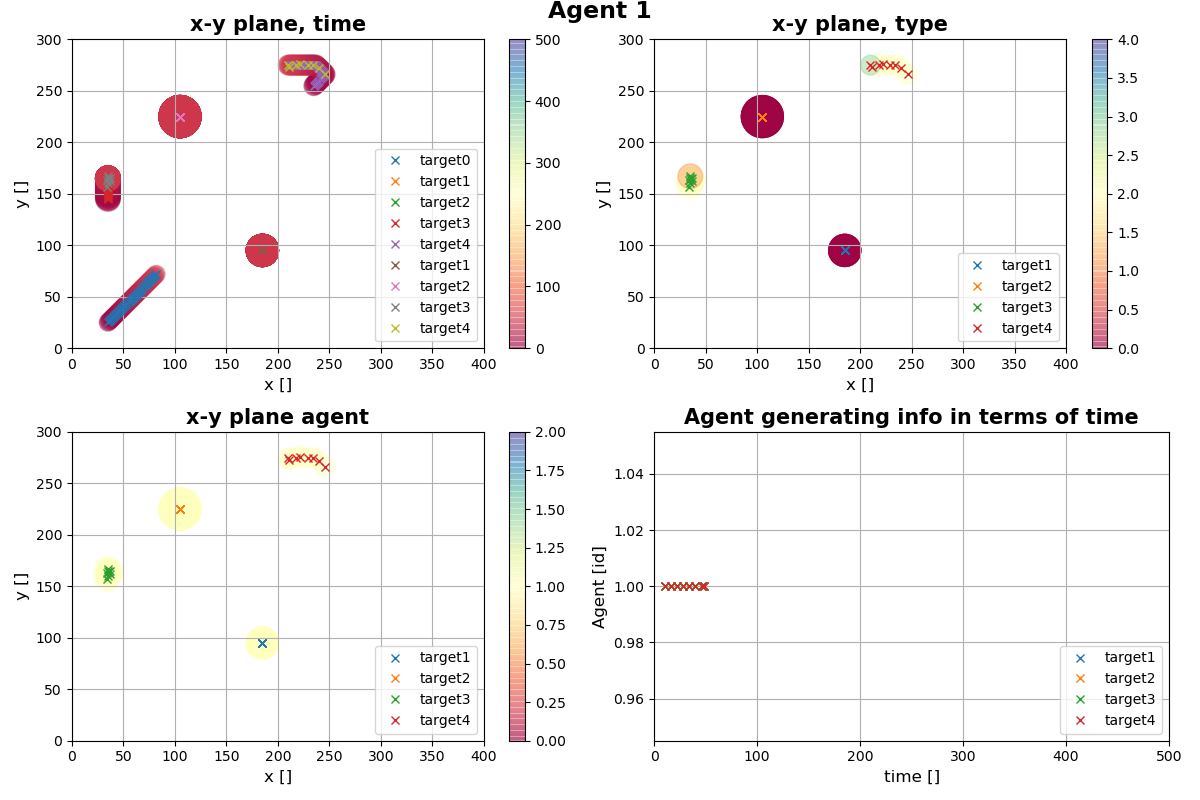 Agent 1
x-y plane, time
300
250
200
150
100
50
0
y []
0 50 100 150 200 250 300 350 400
x []
target0
target1
target2
target3
target4
target1
target2
target3
target4
500
400
300
200
100
0
x-y plane, type
300
250
200
150
100
50
0
y []
0 50 100 150 200 250 300 350 400
x []
target1
target2
target3
target4
4.0
3.5
3.0
2.5
2.0
1.5
1.0
0.5
0.0
x-y plane agent
300
250
200
150
100
50
0
y []
0 50 100 150 200 250 300 350 400
x []
target1
target2
target3
target4
2.00
1.75
1.50
1.25
1.00
0.75
0.50
0.25
0.00
Agent generating info in terms of time
1.04
1.02
1.00
0.98
0.96
Agent [id]
0 100 200 300 400 500
time []
target1
target2
target3
target4